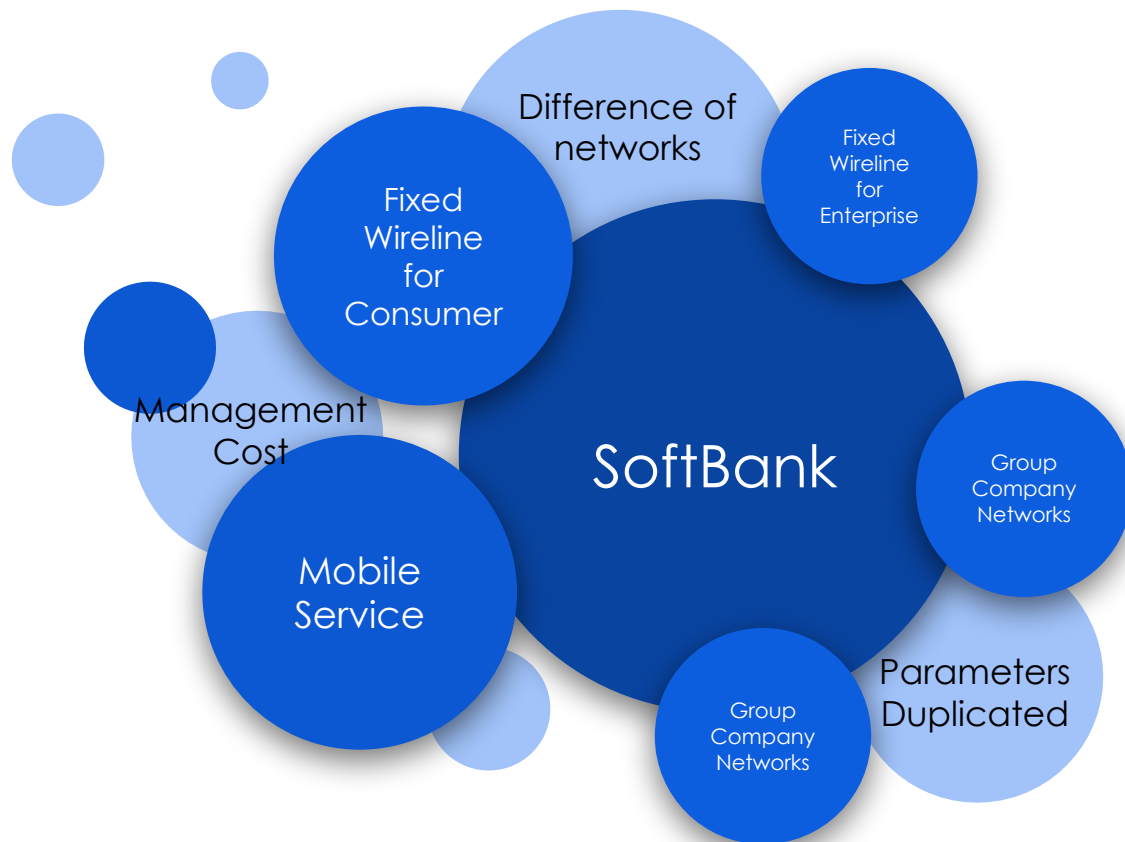 Difference of
networks
Fixed
Wireline
for
Enterprise
Fixed
Wireline
for
Consumer
Management
Cost
SoftBank
Group
Company
Networks
Mobile
Service
Parameters
Duplicated
Group
Company
Networks